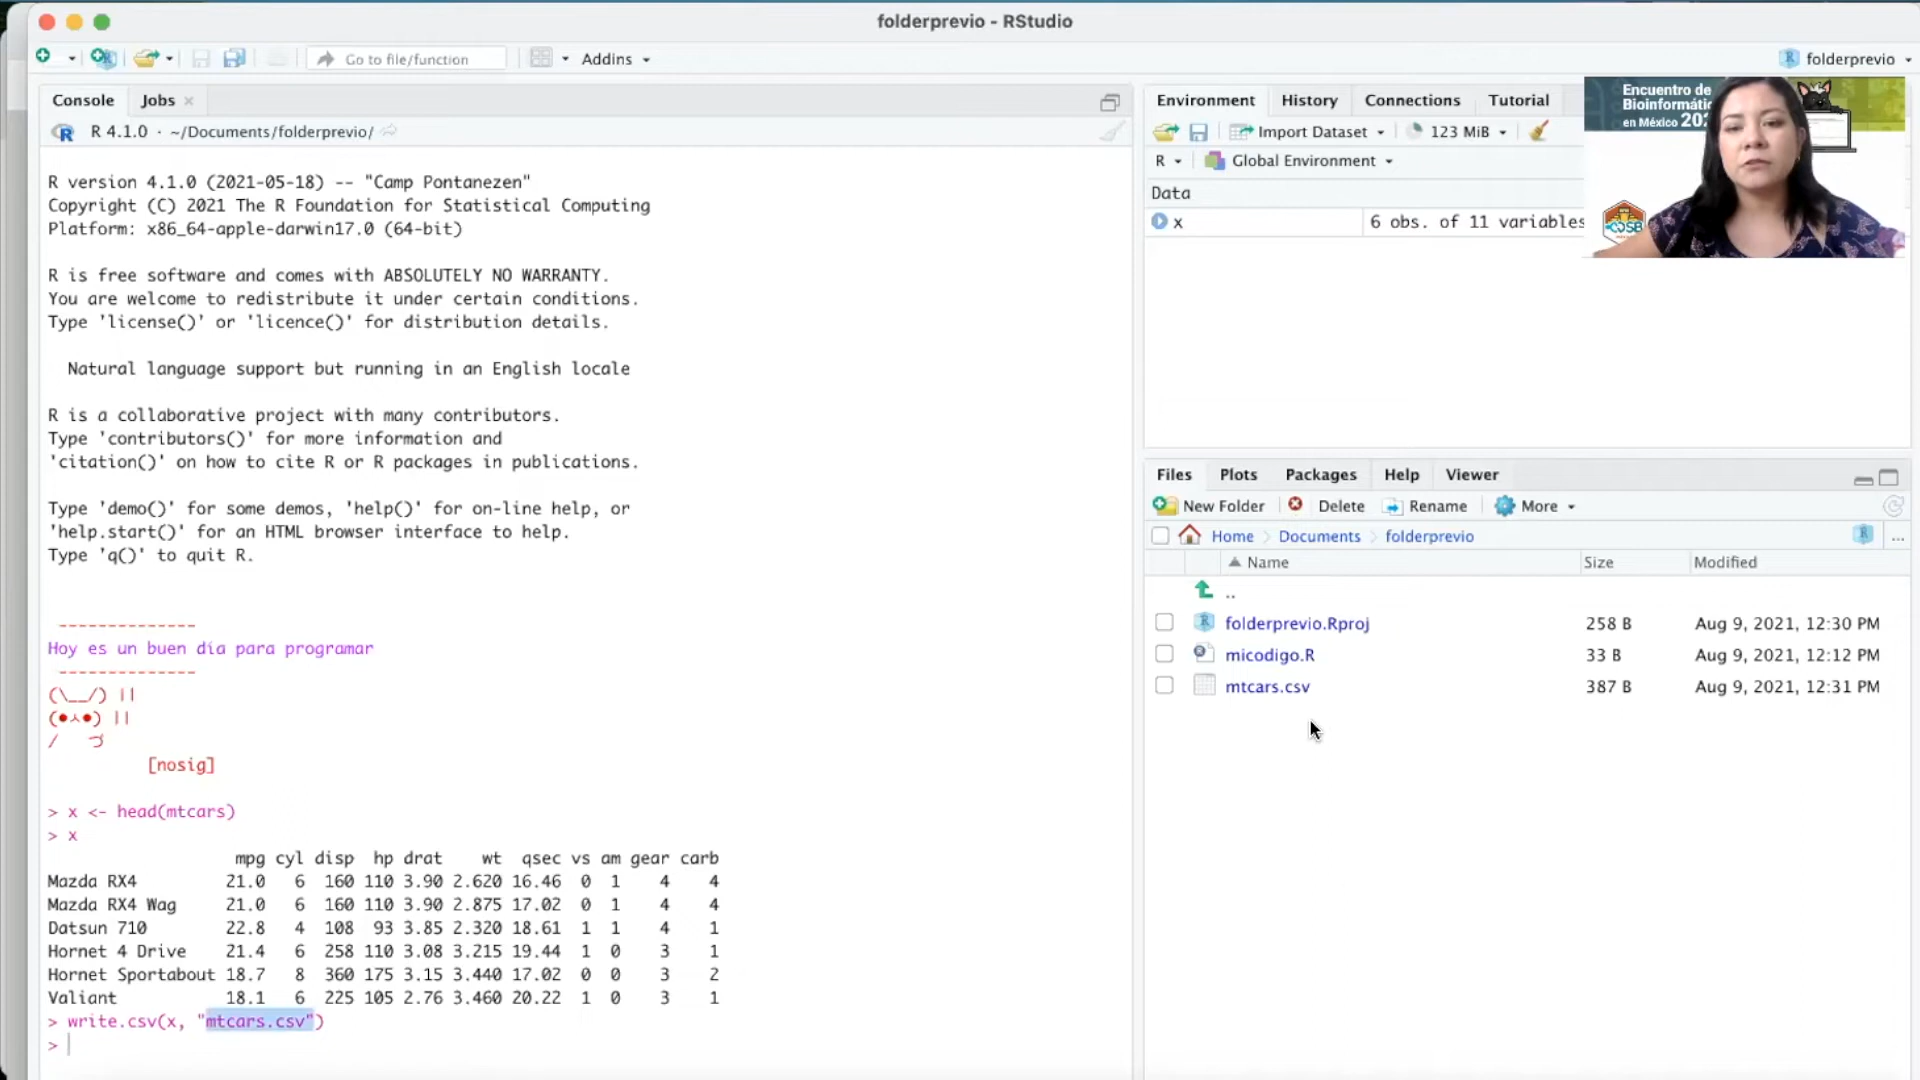 folderprevio - RStudio
Go to file/function
Addins
folderprevio
Console Jobs
R 4.1.0 · ~/Documents/folderprevio/
R version 4.1.0 (2021-05-18) -- "Camp Pontanezen"
Copyright (C) 2021 The R Foundation for Statistical Computing
Platform: x86_64-apple-darwin17.0 (64-bit)
R is free software and comes with ABSOLUTELY NO WARRANTY.
You are welcome to redistribute it under certain conditions.
Type 'license()' or 'licence()' for distribution details.
Natural language support but running in an English locale
R is a collaborative project with many contributors.
Type 'contributors()' for more information and
'citation()' on how to cite R or R packages in publications.
Type 'demo()' for some demos, 'help()' for on-line help, or
'help.start()' for an HTML browser interface to help.
Type 'q()' to quit R.
--------------
Hoy es un buen dia para programar
--------------
(\__/) ||
(●ㅅ●) ||
/ づ
[nosig]
> x <- head(mtcars)
> x
mpg cyl disp hp drat wt qsec vs am gear carb
Mazda RX4 21.0 6 160 110 3.90 2.620 16.46 0 1 4 4
Mazda RX4 Wag 21.0 6 160 110 3.90 2.875 17.02 0 1 4 4
Datsun 710 22.8 4 108 93 3.85 2.320 18.61 1 1 4 1
Hornet 4 Drive 21.4 6 258 110 3.08 3.215 19.44 1 0 3 1
Hornet Sportabout 18.7 8 360 175 3.15 3.440 17.02 0 0 3 2
Valiant 18.1 6 225 105 2.76 3.460 20.22 1 0 3 1
> write.csv(x, "mtcars.csv")
>
Environment History Connections Tutorial
Import Dataset 123 MiB
R Global Environment
Data
x 6 obs. of 11 variables
Encuentro de
Bioinformátic
en México 202
CDSB
Files Plots Packages Help Viewer
New Folder Delete Rename More
Home Documents folderprevio ...
Name Size Modified
..
folderprevio.Rproj 258 B Aug 9, 2021, 12:30 PM
micodigo.R 33 B Aug 9, 2021, 12:12 PM
mtcars.csv 387 B Aug 9, 2021, 12:31 PM